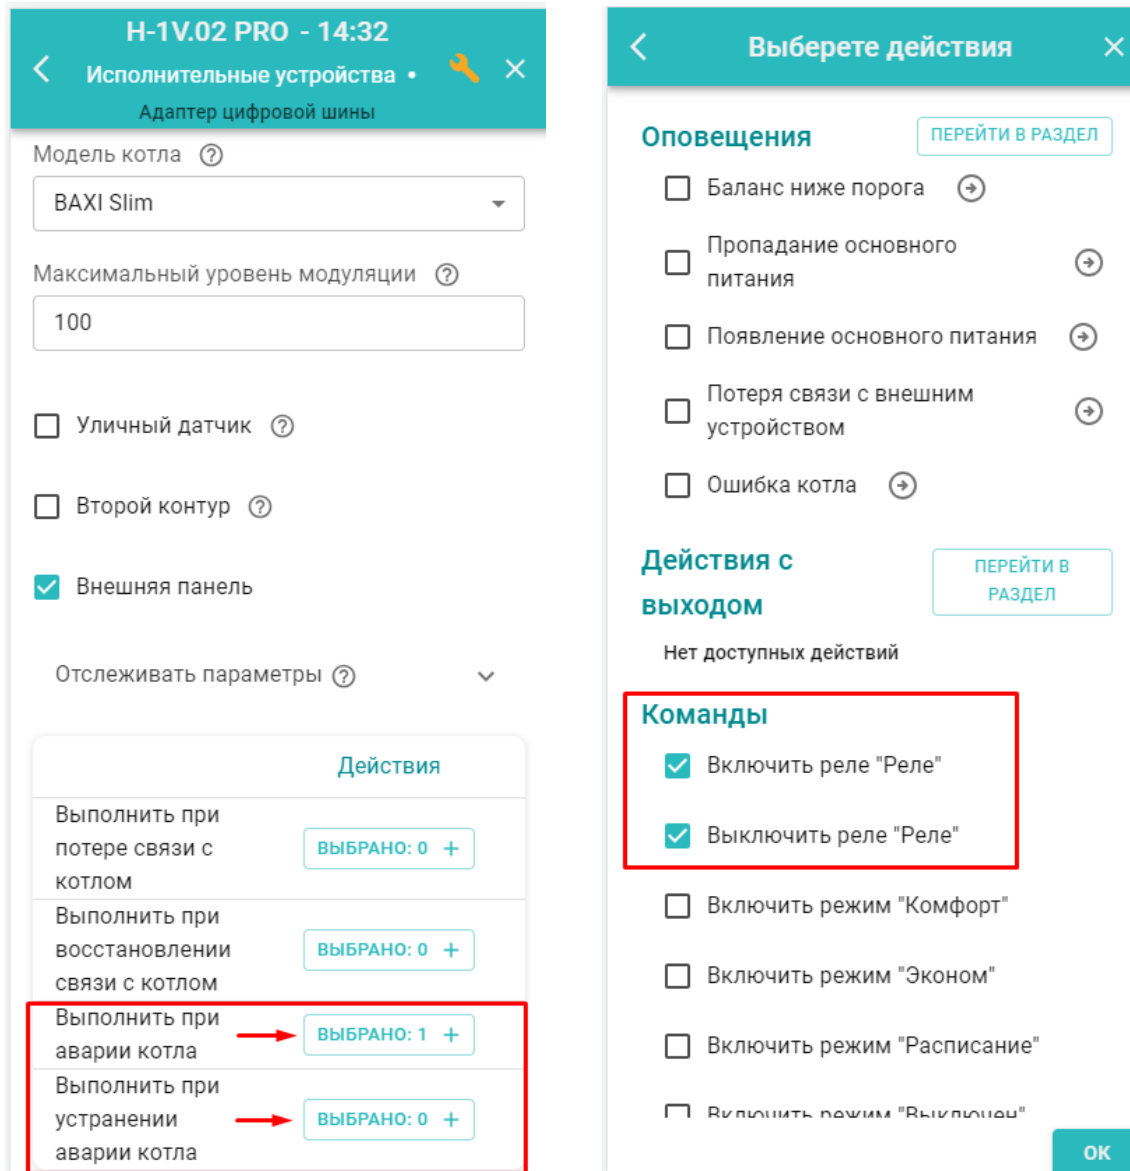 H-1V.02 PRO - 14:32
Исполнительные устройства •
Адаптер цифровой шины
Модель котла
BAXI Slim
Максимальный уровень модуляции
100
Уличный датчик
Второй контур
Внешняя панель
Отслеживать параметры
Действия
Выполнить при
потере связи с
котлом
ВЫБРАНО: 0 +
Выполнить при
восстановлении
связи с котлом
ВЫБРАНО: 0 +
Выполнить при
аварии котла
ВЫБРАНО: 1 +
Выполнить при
устранении
аварии котла
ВЫБРАНО: 0 +
Выберете действия
Оповещения
ПЕРЕЙТИ В РАЗДЕЛ
Баланс ниже порога
Пропадание основного
питания
Появление основного питания
Потеря связи с внешним
устройством
Ошибка котла
Действия с
выходом
ПЕРЕЙТИ В
РАЗДЕЛ
Нет доступных действий
Команды
Включить реле "Реле"
Выключить реле "Реле"
Включить режим "Комфорт"
Включить режим "Эконом"
Включить режим "Расписание"
Включить режим "Выключен"
ОК